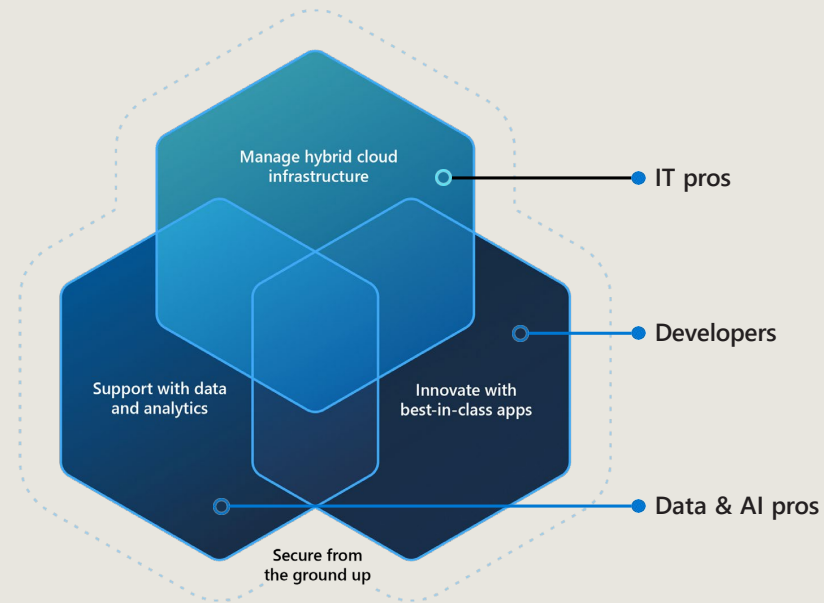 Manage hybrid cloud
infrastructure
IT pros
Developers
Support with data
and analytics
Innovate with
best-in-class apps
Data & AI pros
Secure from
the ground up